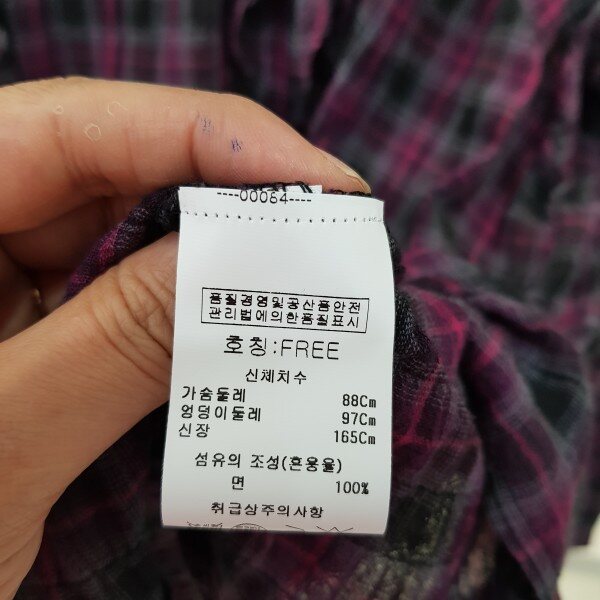 ----00064----
품질경영및공산품안전
관리법에의한품질표시
호칭:FREE
신체치수
가슴둘레 88Cm
엉덩이둘레 97Cm
신장 165Cm
섬유의 조성(혼용율)
면 100%
취급상주의사항